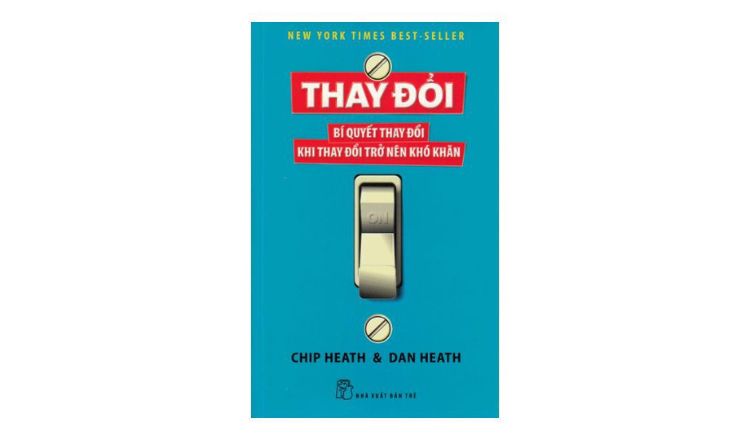 NEW YORK TIMES BEST-SELLER
THAY ĐỔI
BÍ QUYẾT THAY ĐỔI
KHI THAY ĐỔI TRỞ NÊN KHÓ KHĂN
ON
CHIP HEATH & DAN HEATH
NHÀ XUẤT BẢN TRẺ